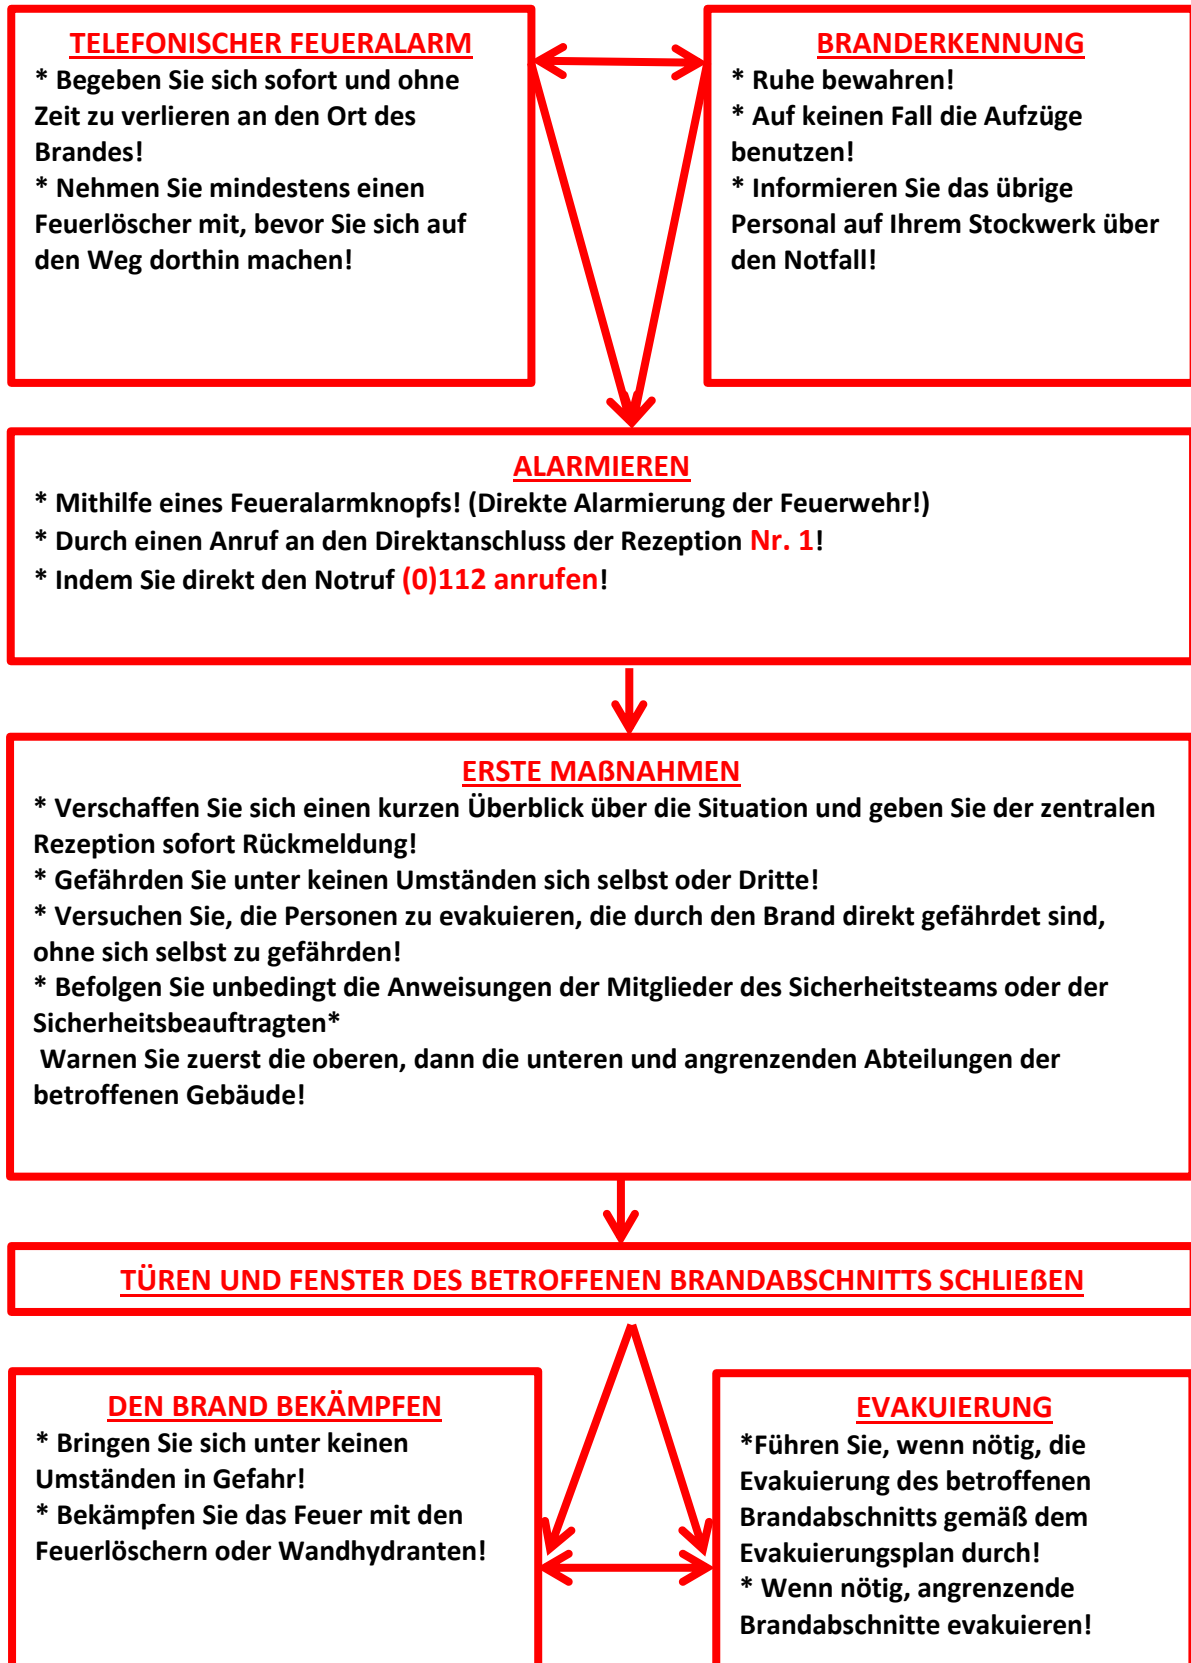 TELEFONISCHER FEUERALARM
* Begeben Sie sich sofort und ohne
Zeit zu verlieren an den Ort des
Brandes!
* Nehmen Sie mindestens einen
Feuerlöscher mit, bevor Sie sich auf
den Weg dorthin machen!
BRANDERKENNUNG
* Ruhe bewahren!
* Auf keinen Fall die Aufzüge
benutzen!
* Informieren Sie das übrige
Personal auf Ihrem Stockwerk über
den Notfall!
ALARMIEREN
* Mithilfe eines Feueralarmknopfs! (Direkte Alarmierung der Feuerwehr!)
* Durch einen Anruf an den Direktanschluss der Rezeption Nr. 1!
* Indem Sie direkt den Notruf (0)112 anrufen!
ERSTE MAßNAHMEN
* Verschaffen Sie sich einen kurzen Überblick über die Situation und geben Sie der zentralen
Rezeption sofort Rückmeldung!
* Gefährden Sie unter keinen Umständen sich selbst oder Dritte!
* Versuchen Sie, die Personen zu evakuieren, die durch den Brand direkt gefährdet sind,
ohne sich selbst zu gefährden!
* Befolgen Sie unbedingt die Anweisungen der Mitglieder des Sicherheitsteams oder der
Sicherheitsbeauftragten*
Warnen Sie zuerst die oberen, dann die unteren und angrenzenden Abteilungen der
betroffenen Gebäude!
TÜREN UND FENSTER DES BETROFFENEN BRANDABSCHNITTS SCHLIEßEN
DEN BRAND BEKÄMPFEN
* Bringen Sie sich unter keinen
Umständen in Gefahr!
* Bekämpfen Sie das Feuer mit den
Feuerlöschern oder Wandhydranten!
EVAKUIERUNG
*Führen Sie, wenn nötig, die
Evakuierung des betroffenen
Brandabschnitts gemäß dem
Evakuierungsplan durch!
* Wenn nötig, angrenzende
Brandabschnitte evakuieren!